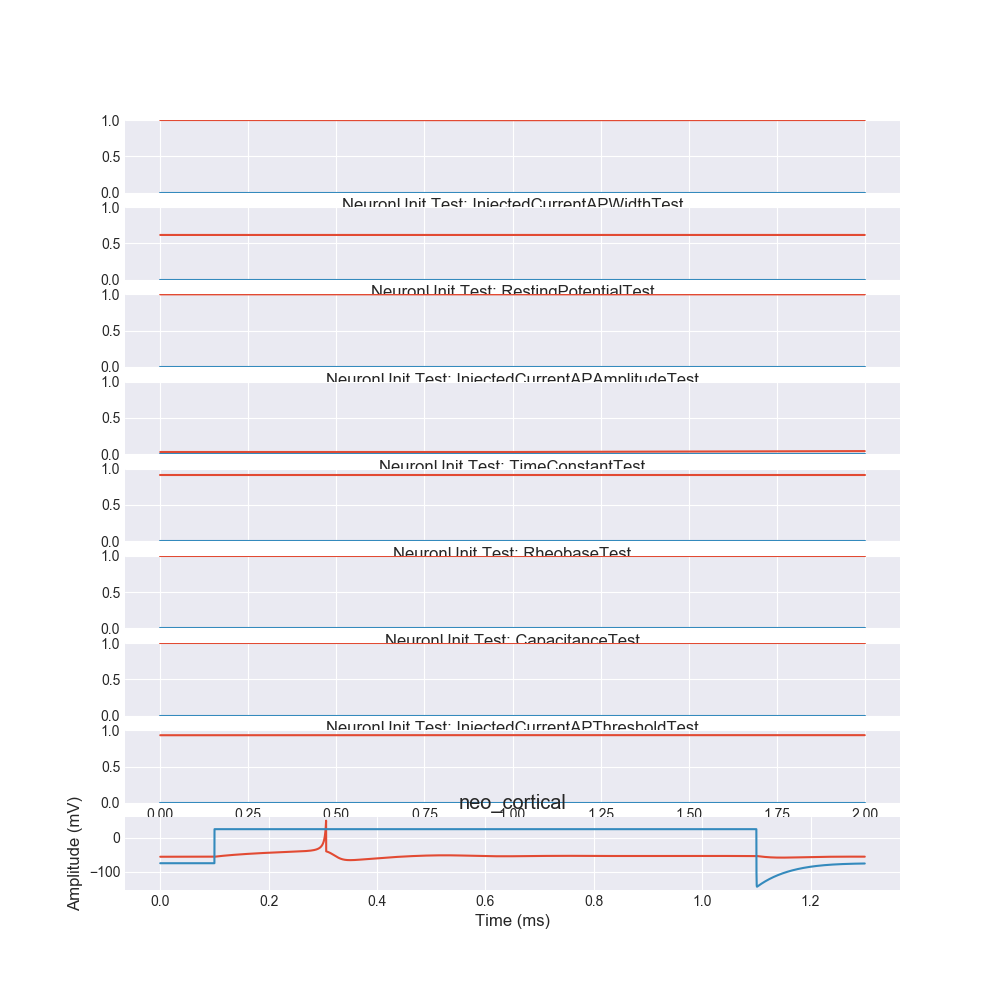 1.0
0.5
0.0
NeuronUnit Test: InjectedCurrentAPWidthTest
1.0
0.5
0.0
NeuronUnit Test: RestingPotentialTest
1.0
0.5
0.0
NeuronUnit Test: InjectedCurrentAPAmplitudeTest
1.0
0.5
0.0
NeuronUnit Test: TimeConstantTest
1.0
0.5
0.0
NeuronUnit Test: RheobaseTest
1.0
0.5
0.0
NeuronUnit Test: CapacitanceTest
1.0
0.5
0.0
NeuronUnit Test: InjectedCurrentAPThresholdTest
1.0
0.5
0.0
0.00 0.25 0.50 0.75 1.00 1.25 1.50 1.75 2.00
neo_cortical
Amplitude (mV)
0
−100
0.0 0.2 0.4 0.6 0.8 1.0 1.2
Time (ms)